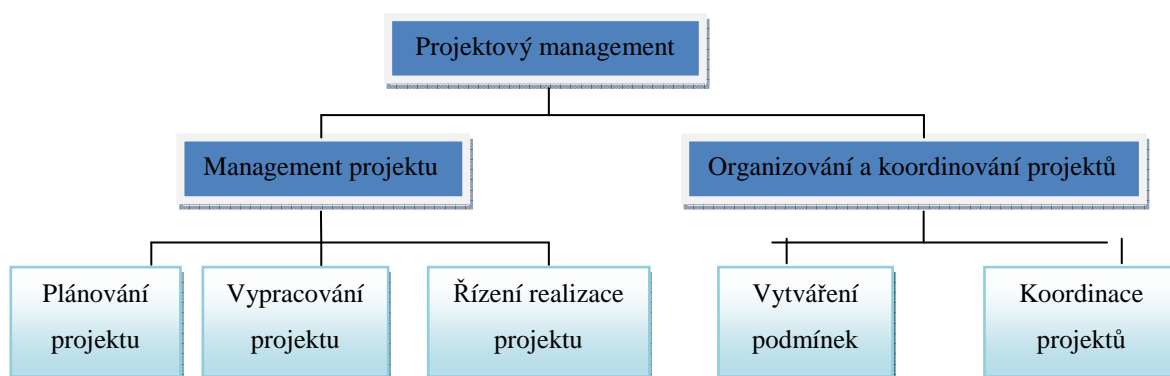 Projektový management
Management projektu
Organizování a koordinování projektů
Plánování
projektu
Vypracování
projektu
Řízení realizace
projektu
Vytváření
podmínek
Koordinace
projektů